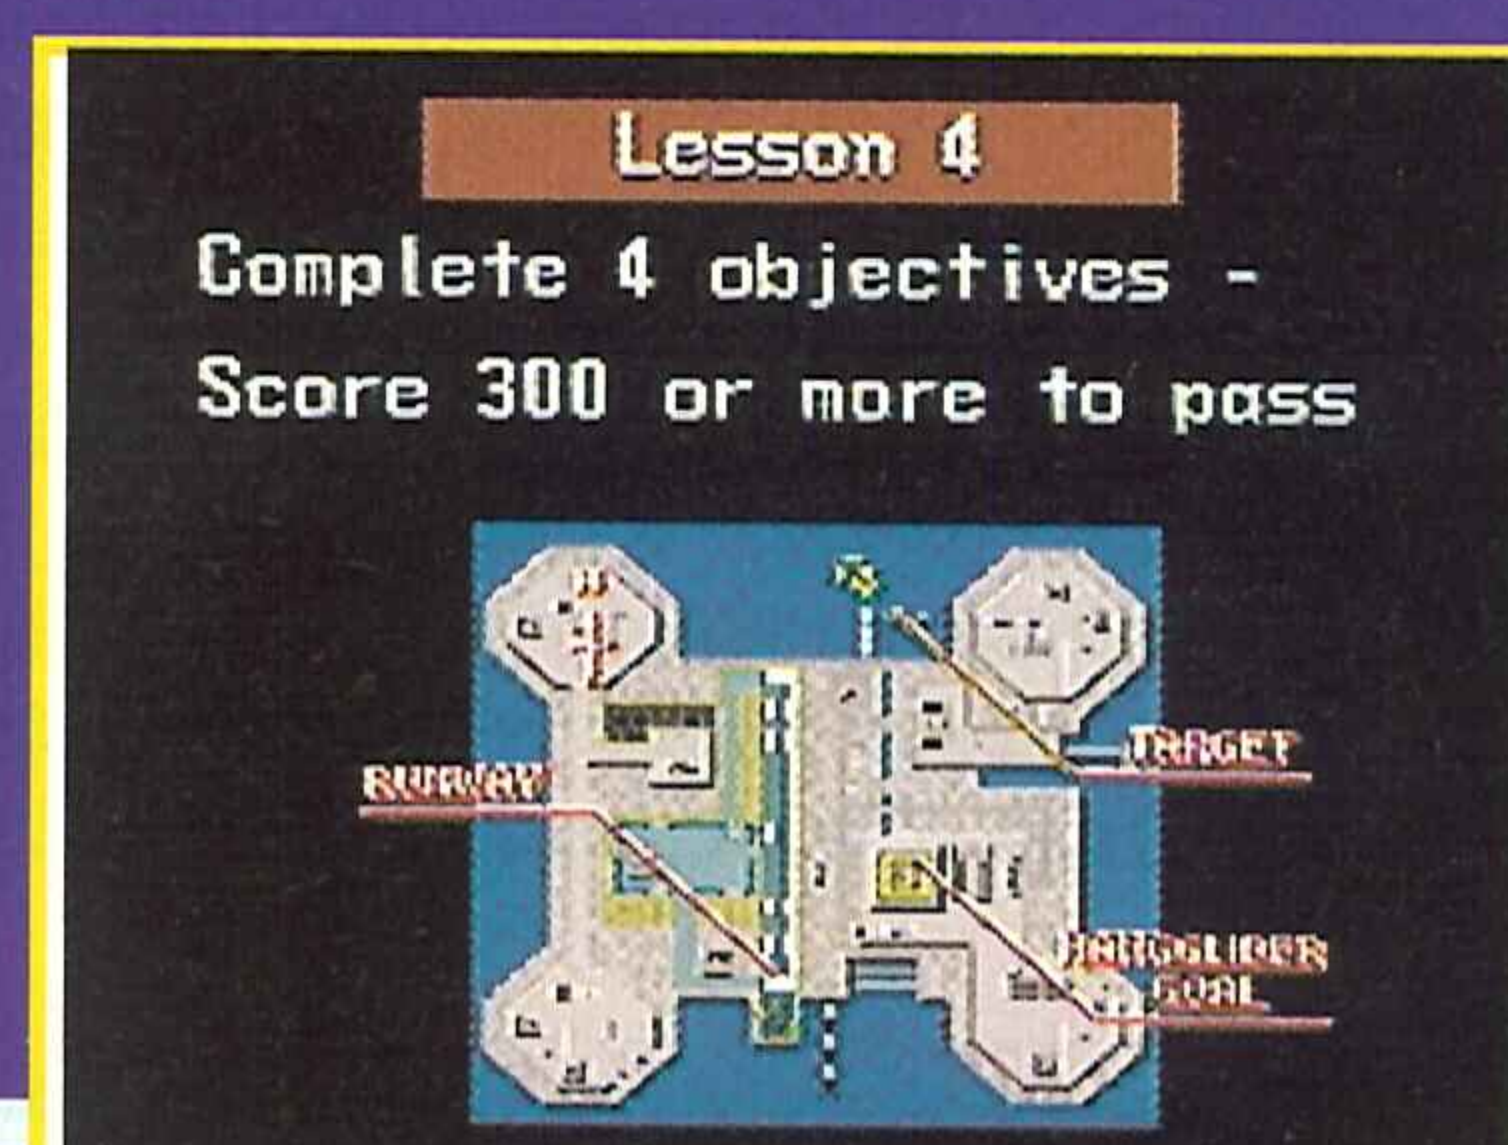 Lesson 4
Complete 4 objectives -
Score 300 or more to pass
TARGET
RUNWAY
HANGGLIDER
GOAL